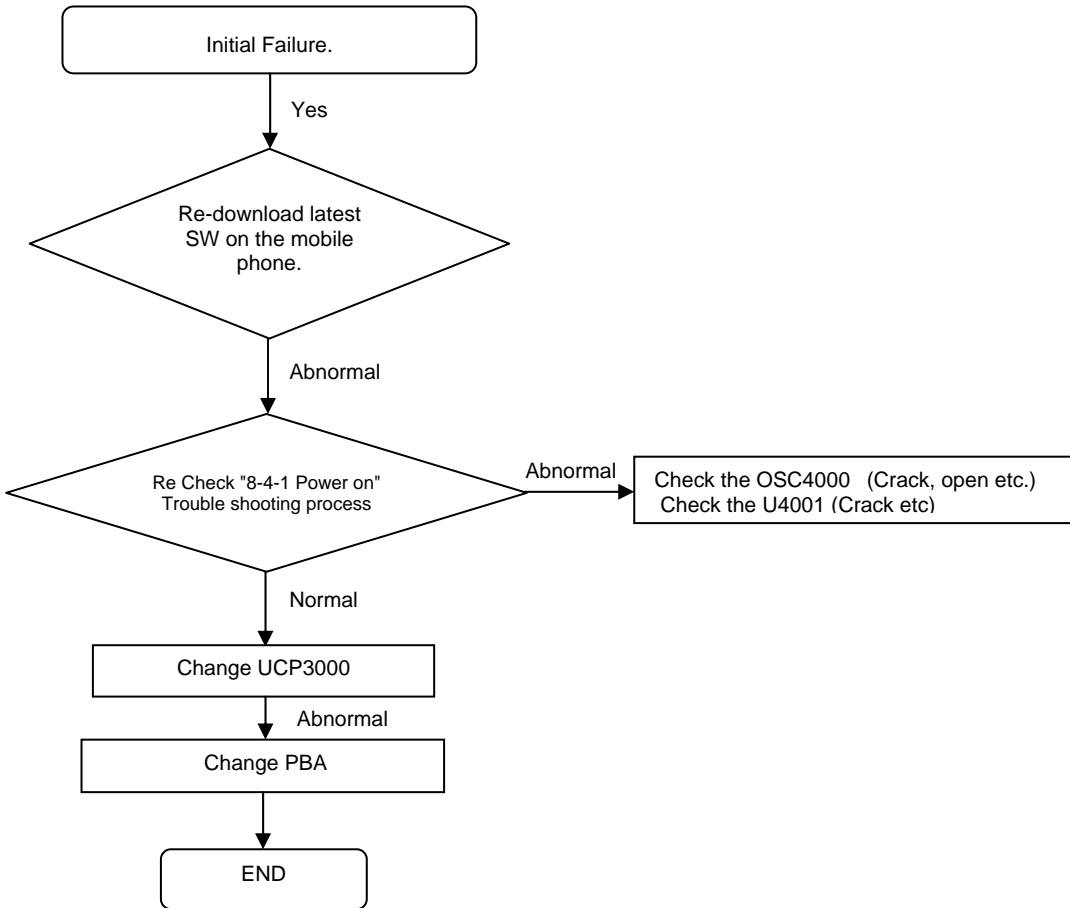 Initial Failure.
Yes
Re-download latest
SW on the mobile
phone.
Abnormal
Re Check "8-4-1 Power on"
Trouble shooting process
Abnormal
Check the OSC4000 (Crack, open etc.)
Check the U4001 (Crack etc)
Normal
Change UCP3000
Abnormal
Change PBA
END